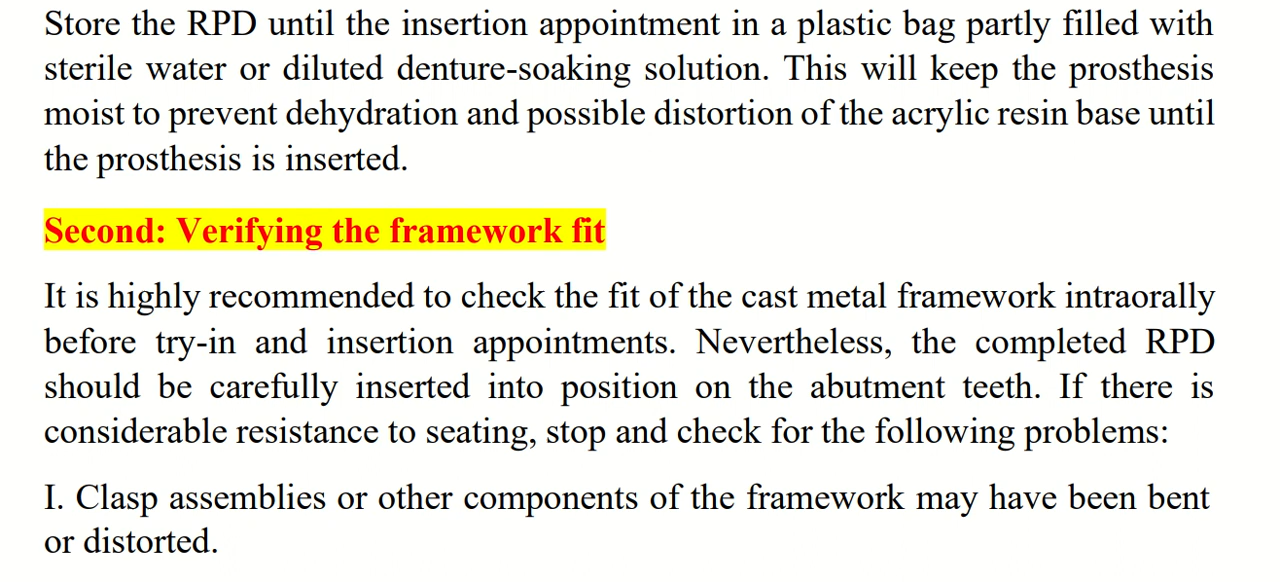 Store the RPD until the insertion appointment in a plastic bag partly filled with
sterile water or diluted denture-soaking solution. This will keep the prosthesis
moist to prevent dehydration and possible distortion of the acrylic resin base until
the prosthesis is inserted.
Second: Verifying the framework fit
It is highly recommended to check the fit of the cast metal framework intraorally
before try-in and insertion appointments. Nevertheless, the completed RPD
should be carefully inserted into position on the abutment teeth. If there is
considerable resistance to seating, stop and check for the following problems:
I. Clasp assemblies or other components of the framework may have been bent
or distorted.